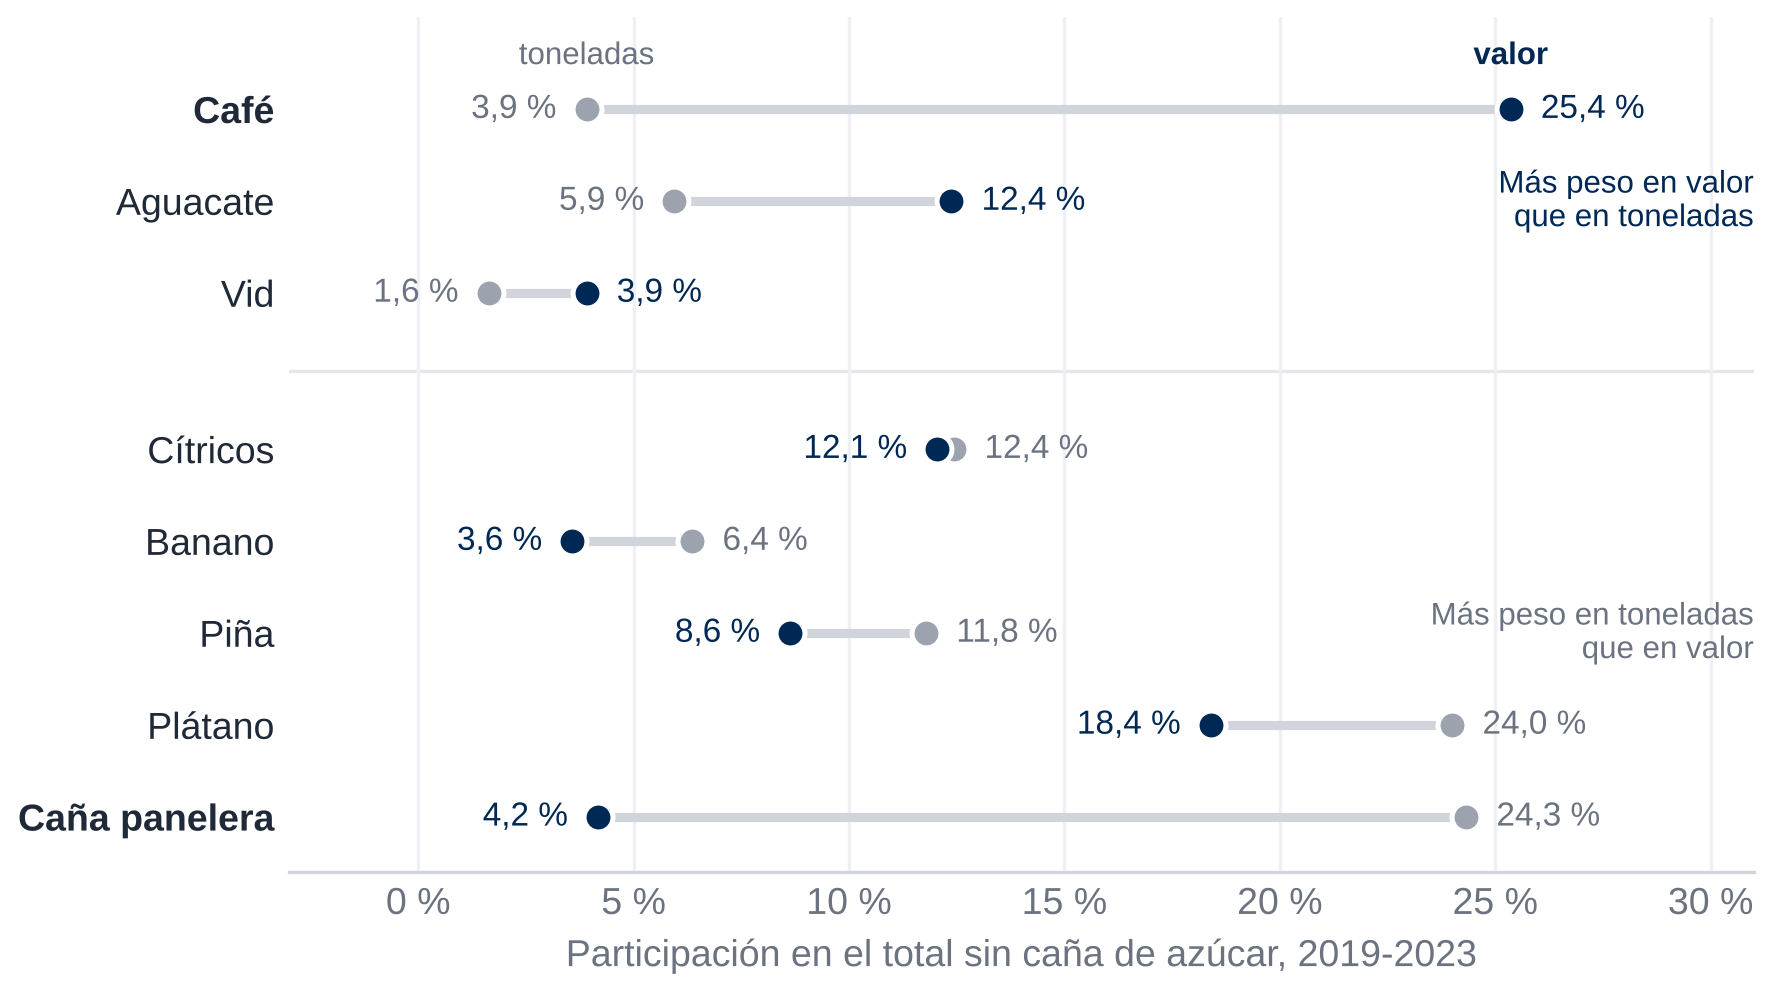 toneladas valor
Café 3,9 % 25,4 %
Aguacate 5,9 % 12,4 %
Más peso en valor
que en toneladas
Vid 1,6 % 3,9 %
Cítricos 12,1 % 12,4 %
Banano 3,6 % 6,4 %
Piña 8,6 % 11,8 %
Más peso en toneladas
que en valor
Plátano 18,4 % 24,0 %
Caña panelera 4,2 % 24,3 %
0 % 5 % 10 % 15 % 20 % 25 % 30 %
Participación en el total sin caña de azúcar, 2019-2023